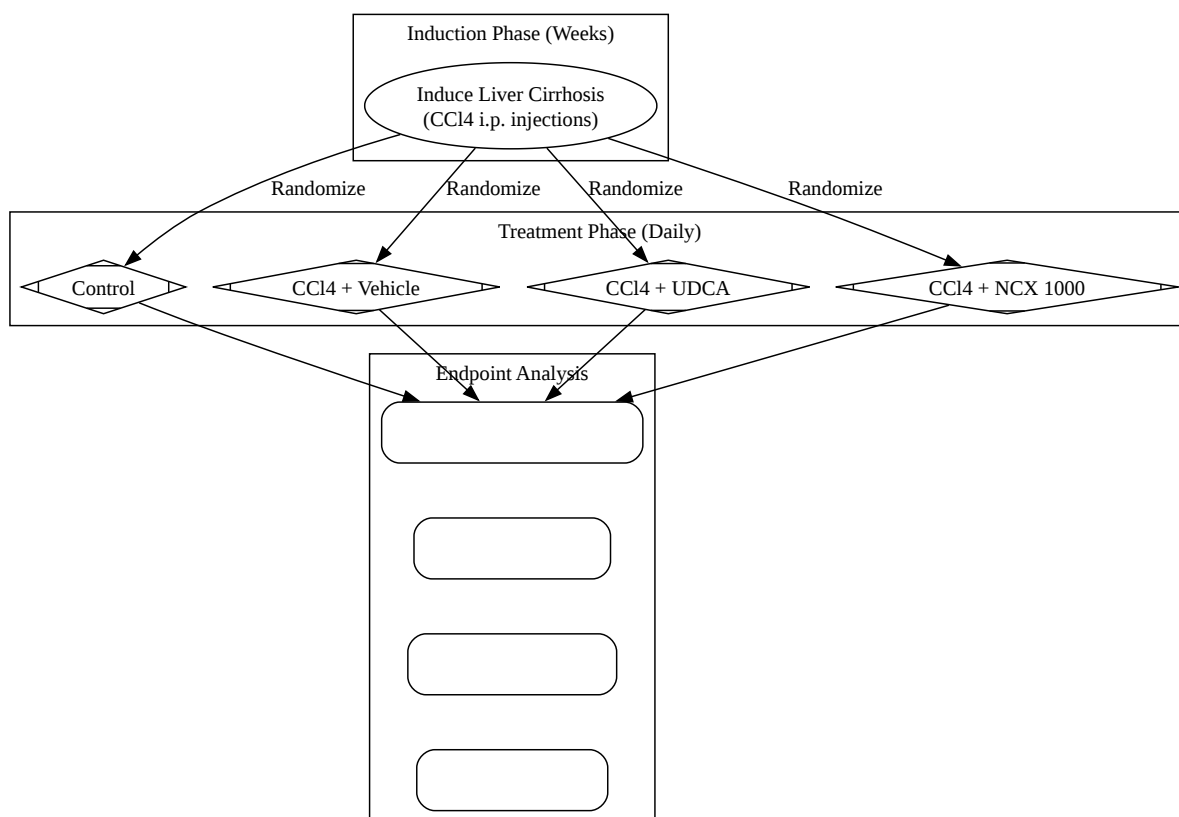 Induction Phase (Weeks)
Induce Liver Cirrhosis
(CCl4 i.p. injections)
Randomize
Randomize
Randomize
Randomize
Treatment Phase (Daily)
Control
CCl4 + Vehicle
CCl4 + UDCA
CCl4 + NCX 1000
Endpoint Analysis